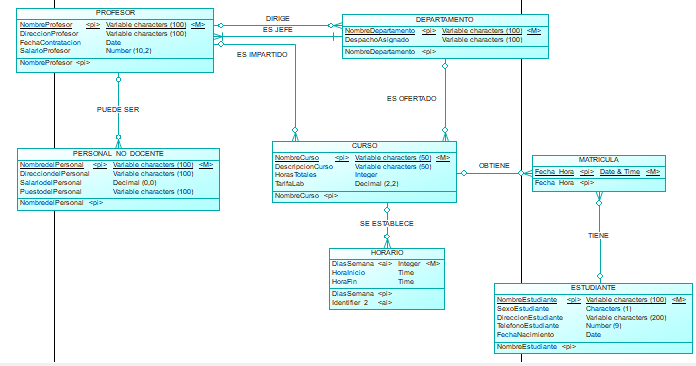 PROFESOR
NombreProfesor <pi> Variable characters (100) <M>
DireccionProfesor Variable characters (100)
FechaContratacion Date
SalarioProfesor Number (10,2)
NombreProfesor <pi>
DIRIGE
ES JEFE
ES IMPARTIDO
DEPARTAMENTO
NombreDepartamento <pi> Variable characters (100) <M>
DespachoAsignado Variable characters (100)
NombreDepartamento <pi>
PUEDE SER
ES OFERTADO
PERSONAL NO DOCENTE
NombredelPersonal <pi> Variable characters (100) <M>
DirecciondelPersonal Variable characters (100)
SalariodelPersonal Decimal (0,0)
PuestodelPersonal Variable characters (100)
NombredelPersonal <pi>
CURSO
NombreCurso <pi> Variable characters (50) <M>
DescripcionCurso Variable characters (50)
HorasTotales Integer
TarifaLab Decimal (2,2)
NombreCurso <pi>
OBTIENE
MATRICULA
Fecha_Hora <pi> Date & Time <M>
Fecha_Hora <pi>
SE ESTABLECE
TIENE
HORARIO
DiasSemana <ai> Integer <M>
HoraInicio Time
HoraFin Time
DiasSemana <pi>
Identifier_2 <ai>
ESTUDIANTE
NombreEstudiante <pi> Variable characters (100) <M>
SexoEstudiante Characters (1)
DireccionEstudiante Variable characters (200)
TelefonoEstudiante Number (9)
FechaNacimiento Date
NombreEstudiante <pi>